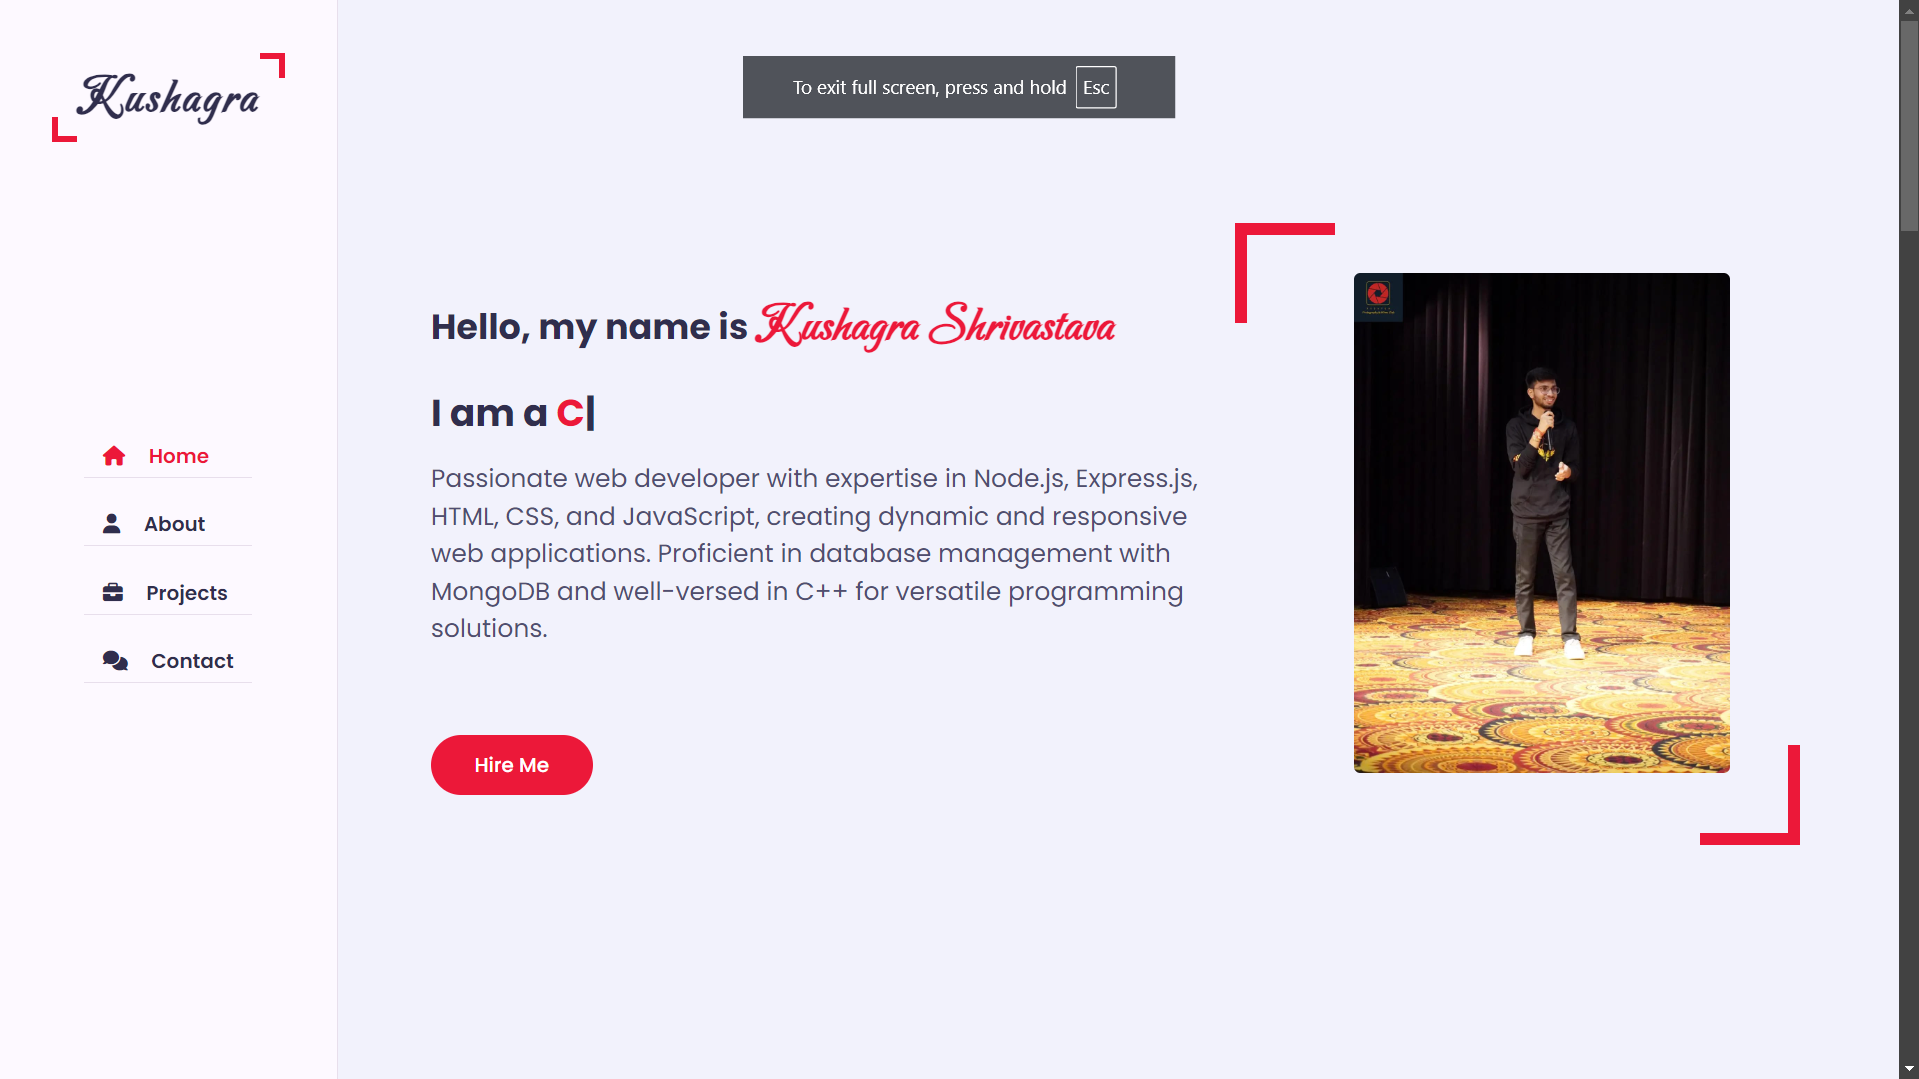 Kushagra
To exit full screen, press and hold Esc
Hello, my name is Kushagra Shrivastava
I am a C|
Home
About
Projects
Contact
Passionate web developer with expertise in Node.js, Express.js,
HTML, CSS, and JavaScript, creating dynamic and responsive
web applications. Proficient in database management with
MongoDB and well-versed in C++ for versatile programming
solutions.
Hire Me